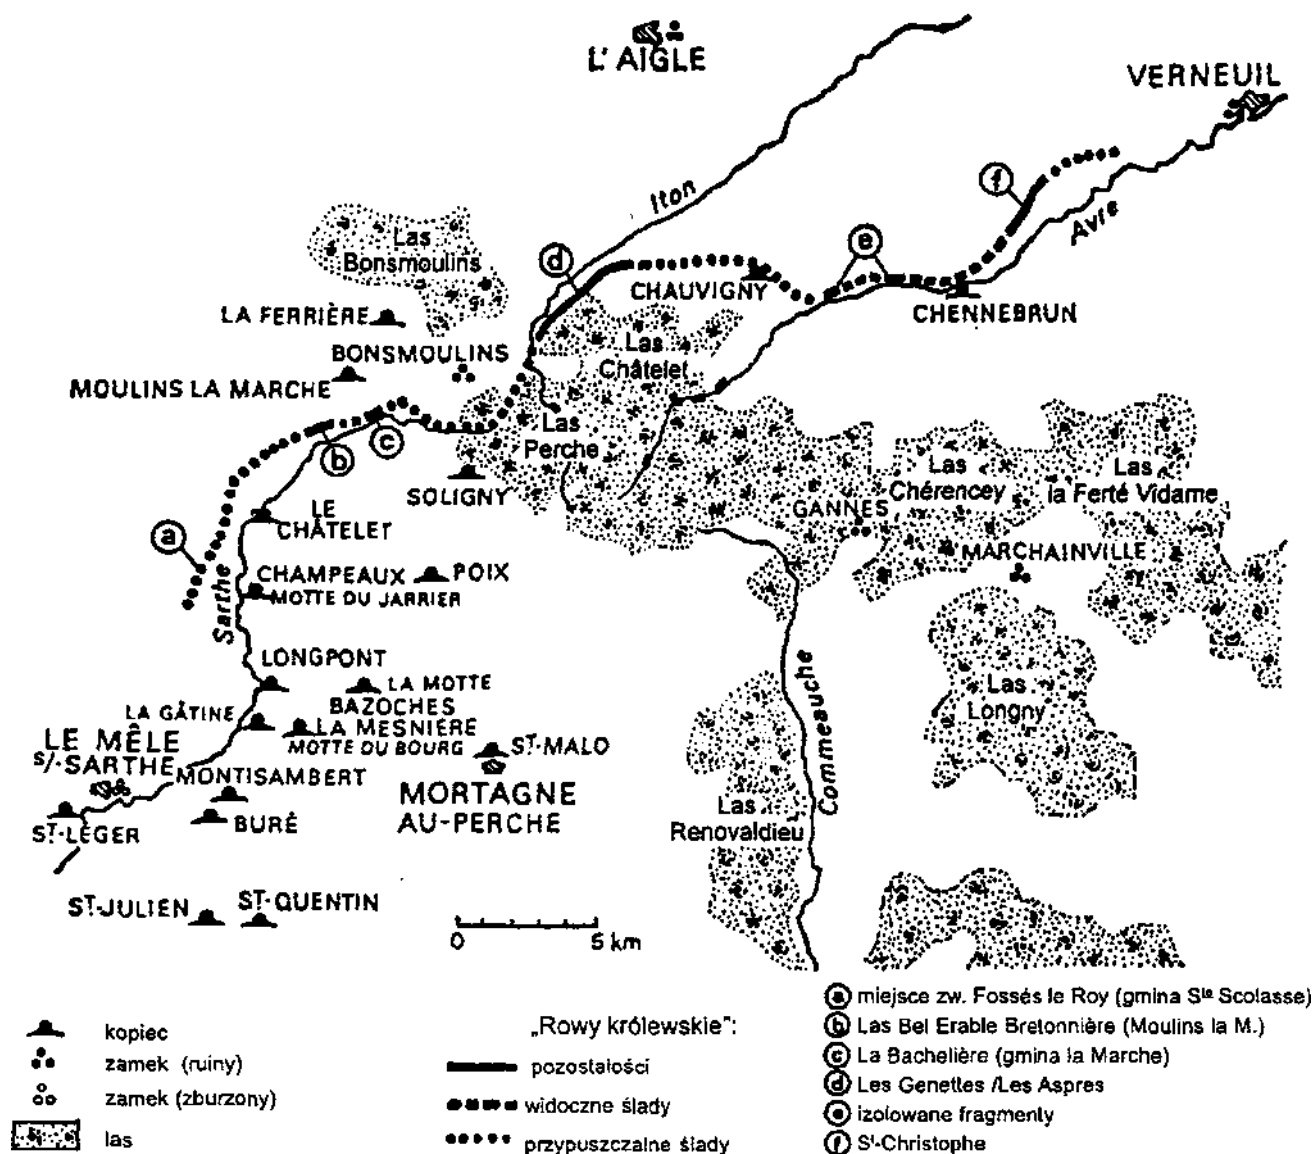 L'AIGLE
VERNEUIL
Iton
Avre
Las
Bonsmoulins
d
e
f
CHAUVIGNY
CHENNEBRUN
LA FERRIÈRE
BONSMOULINS
MOULINS LA MARCHE
Las
Châtelet
Las
Perche
b
c
SOLIGNY
Las
Chérencey
Las
la Ferté Vidame
GANNES
MARCHAINVILLE
a
LE
CHÂTELET
CHAMPEAUX
MOTTE DU JARRIER
POIX
Sarthe
LONGPONT
LA MOTTE
BAZOCHES
LA GÂTINE
LA MESNIÉRE
MOTTE DU BOURG
ST-MALO
LE MÊLE
S/-SARTHE
MONTISAMBERT
MORTAGNE
AU-PERCHE
ST-LÉGER
BURÉ
ST-JULIEN
ST-QUENTIN
Commeauche
Las
Longny
Las
Renovaldieu
0 5 km
kopiec
zamek (ruiny)
zamek (zburzony)
las
„Rowy królewskie”:
pozostałości
widoczne ślady
przypuszczalne ślady
a miejsce zw. Fossés le Roy (gmina Ste Scolasse)
b Las Bel Erable Bretonnière (Moulins la M.)
c La Bachelière (gmina la Marche)
d Les Genettes /Les Aspres
e izolowane fragmenty
f St-Christophe